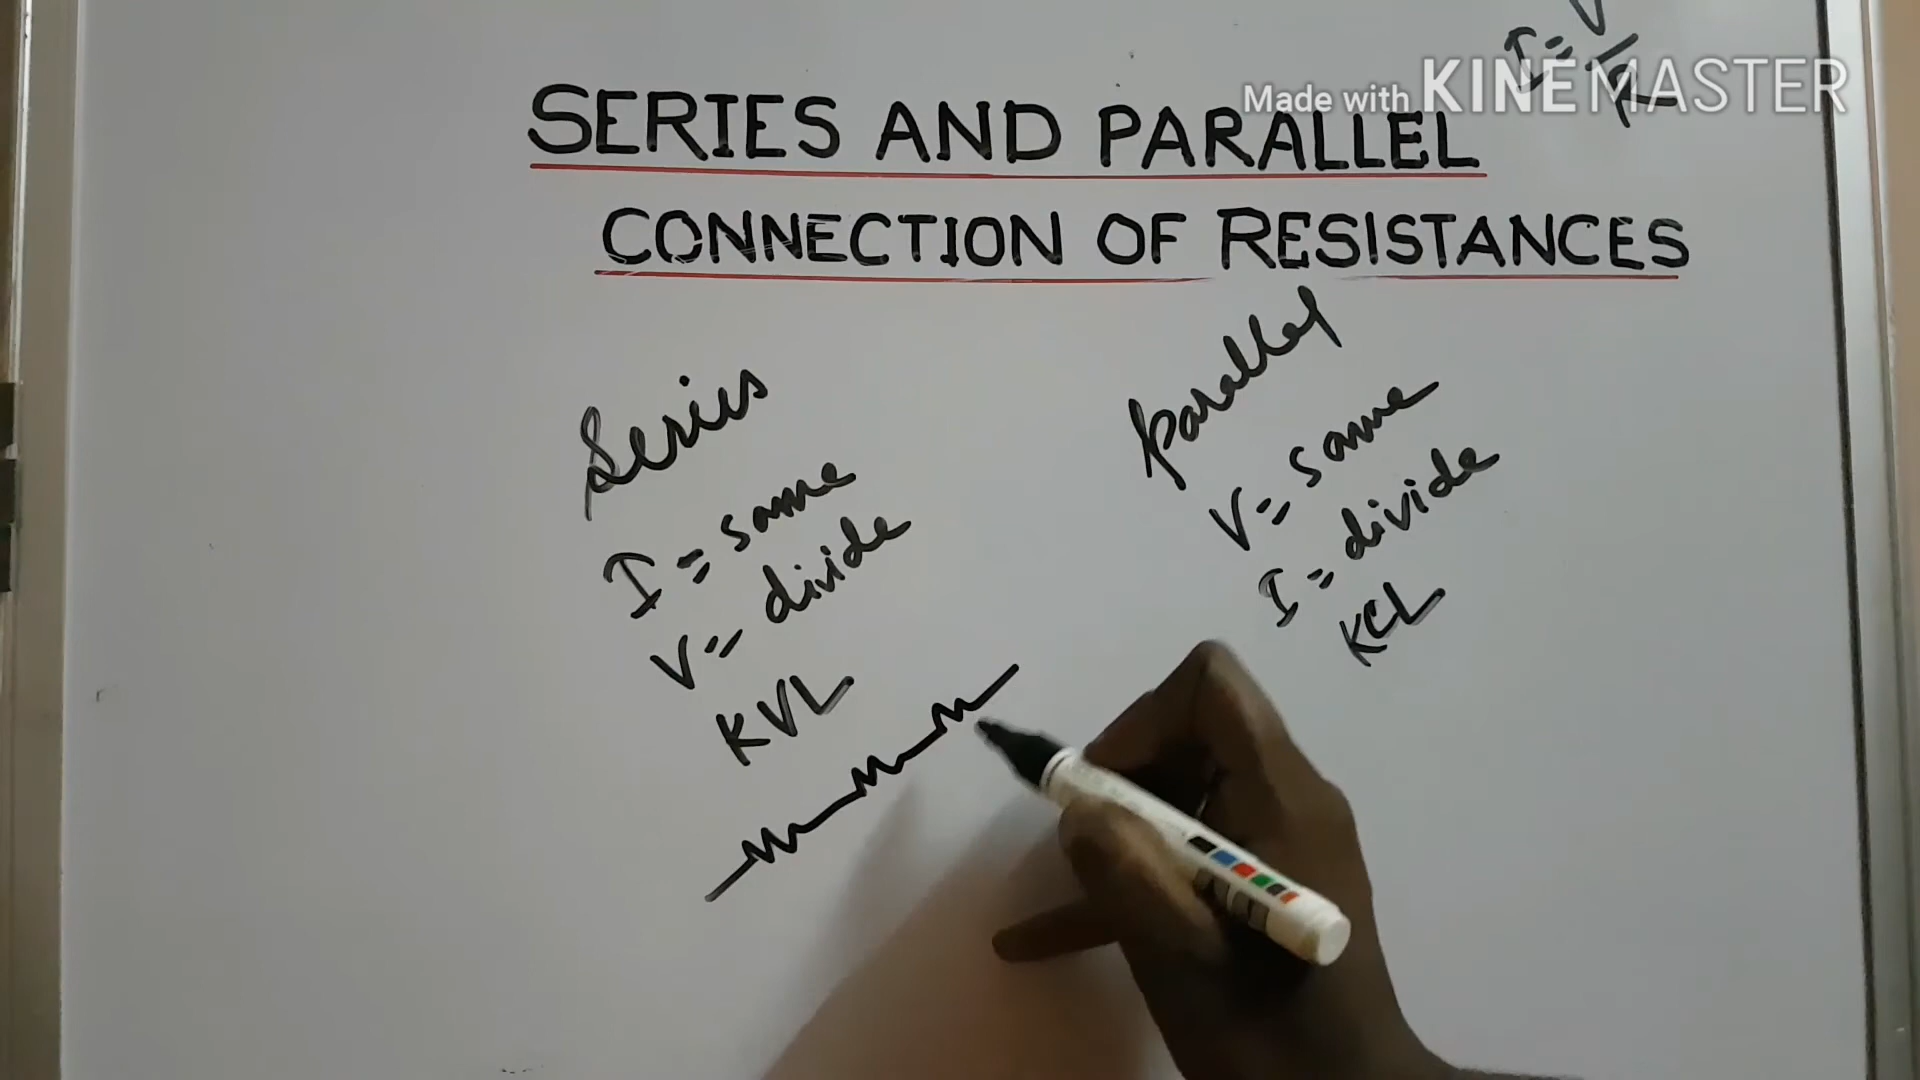 I = V/R
Made with KINEMASTER
SERIES AND PARALLEL
CONNECTION OF RESISTANCES
Series
I = same
V = divide
KVL
parallel
V = same
I = divide
KCL